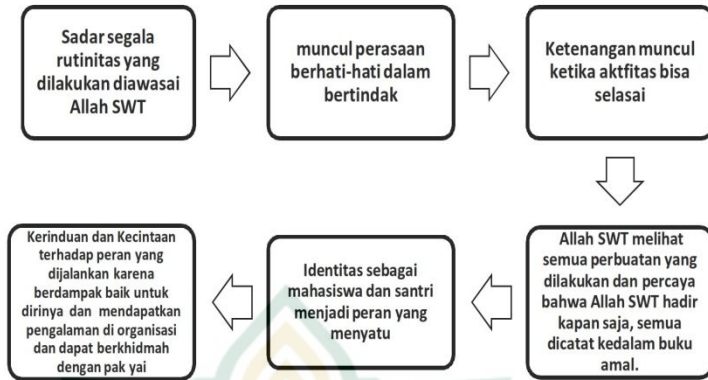 Sadar segala
rutinitas yang
dilakukan diawasai
Allah SWT
muncul perasaan
berhati-hati dalam
bertindak
Ketenangan muncul
ketika aktfitas bisa
selasai
Allah SWT melihat
semua perbuatan yang
dilakukan dan percaya
bahwa Allah SWT hadir
kapan saja, semua
dicatat kedalam buku
amal.
Identitas sebagai
mahasiswa dan santri
menjadi peran yang
menyatu
Kerinduan dan Kecintaan
terhadap peran yang
dijalankan karena
berdampak baik untuk
dirinya dan mendapatkan
pengalaman di organisasi
dan dapat berkhidmah
dengan pak yai